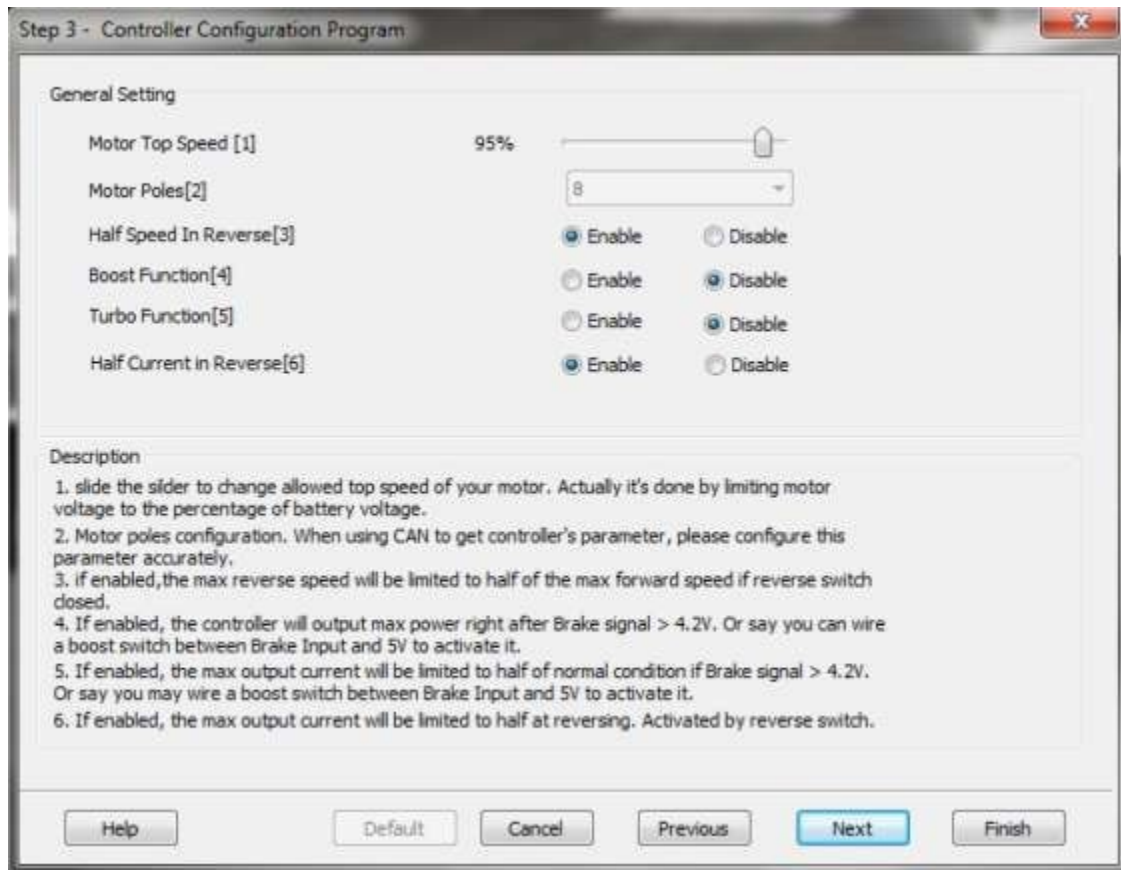 Step 3 - Controller Configuration Program
General Setting
Motor Top Speed [1] 95%
Motor Poles[2] 8
Half Speed In Reverse[3] Enable Disable
Boost Function[4] Enable Disable
Turbo Function[5] Enable Disable
Half Current in Reverse[6] Enable Disable
Description
1. slide the silder to change allowed top speed of your motor. Actually it's done by limiting motor
voltage to the percentage of battery voltage.
2. Motor poles configuration. When using CAN to get controller's parameter, please configure this
parameter accurately.
3. if enabled,the max reverse speed will be limited to half of the max forward speed if reverse switch
closed.
4. If enabled, the controller will output max power right after Brake signal > 4.2V. Or say you can wire
a boost switch between Brake Input and 5V to activate it.
5. If enabled, the max output current will be limited to half of normal condition if Brake signal > 4.2V.
Or say you may wire a boost switch between Brake Input and 5V to activate it.
6. If enabled, the max output current will be limited to half at reversing. Activated by reverse switch.
Help Default Cancel Previous Next Finish